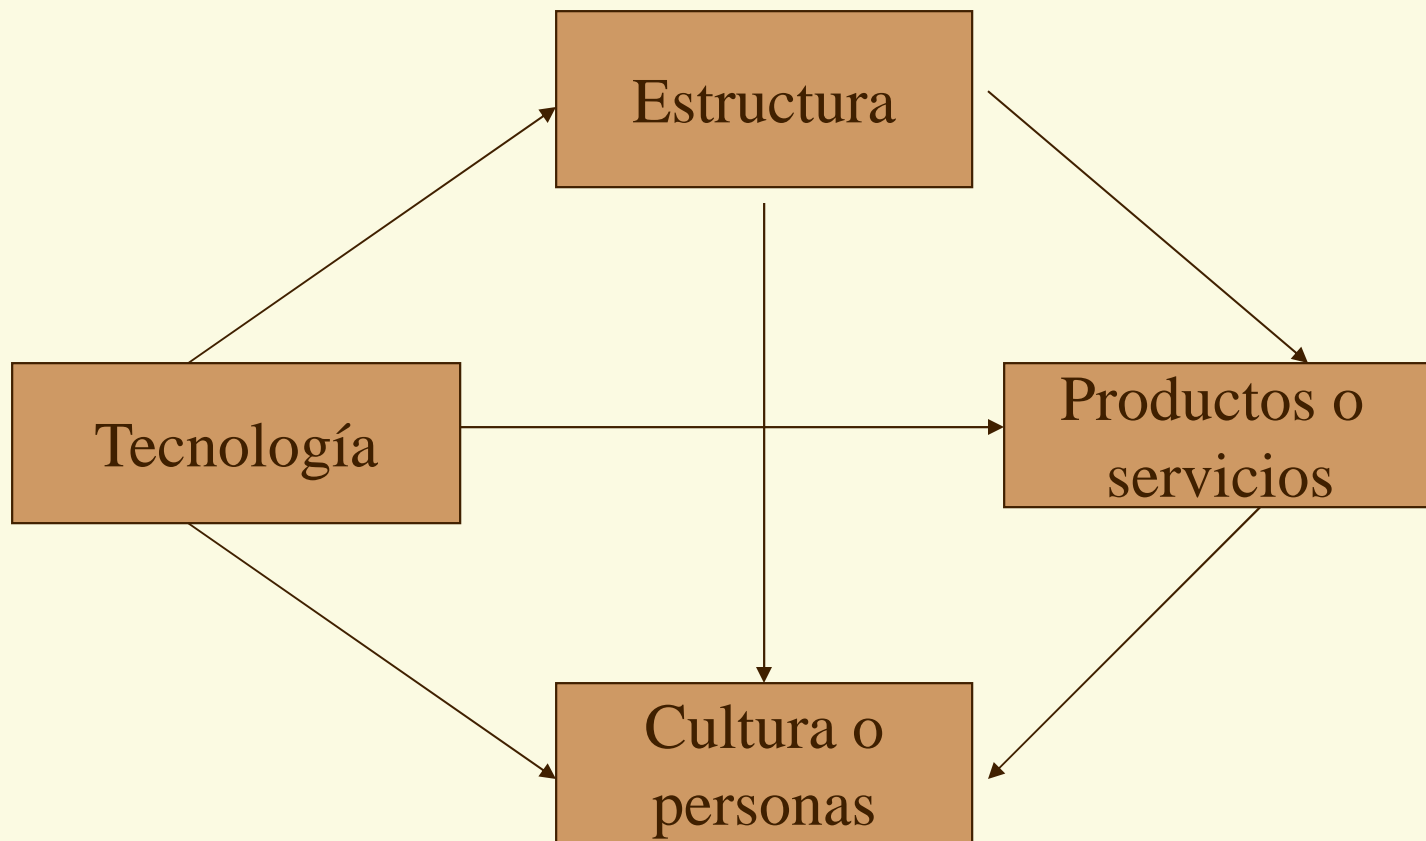 Estructura
Tecnología
Productos o
servicios
Cultura o
personas